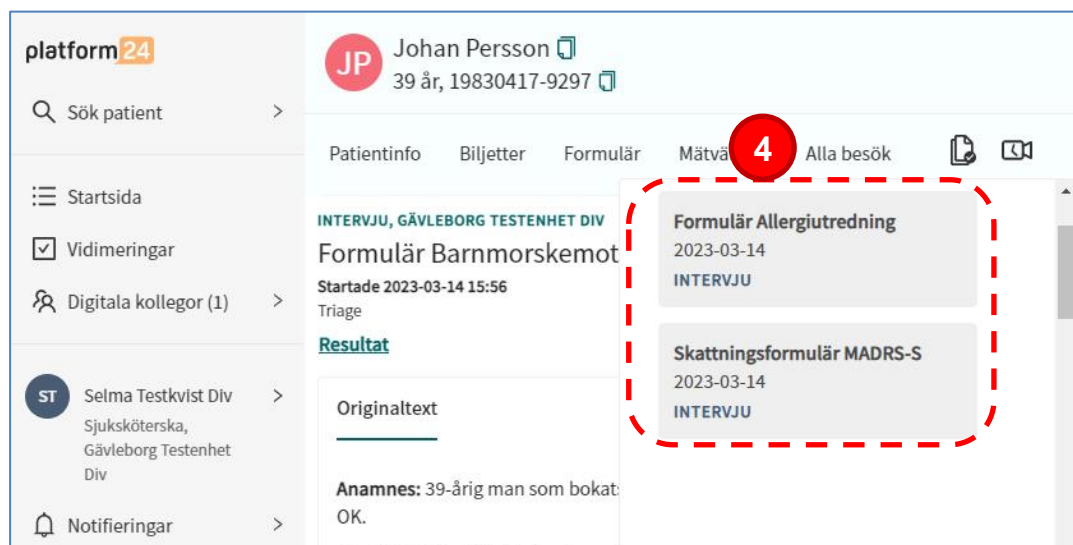 platform24
Sök patient
Startsida
Vidimeringar
Digitala kollegor (1)
ST
Selma Testkvist Div
Sjuksköterska,
Gävleborg Testenhet
Div
Notifieringar
JP
Johan Persson
39 år, 19830417-9297
Patientinfo Biljetter Formulär Mätvä 4 Alla besök
INTERVJU, GÄVLEBORG TESTENHET DIV
Formulär Barnmorskemot
Startade 2023-03-14 15:56
Triage
Resultat
Originaltext
Anamnes: 39-årig man som bokat
OK.
Formulär Allergiutredning
2023-03-14
INTERVJU
Skattningsformulär MADRS-S
2023-03-14
INTERVJU